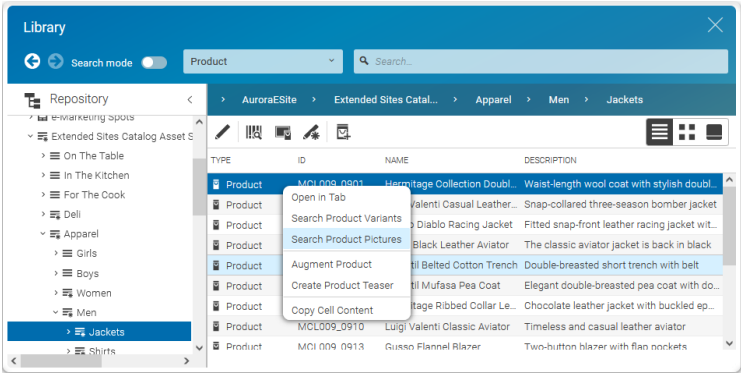 Library
Search mode
Product
Search...
Repository
AuroraESite > Extended Sites Catal... > Apparel > Men > Jackets
e-Marketing Spots
Extended Sites Catalog Asset S
On The Table
In The Kitchen
For The Cook
Deli
Apparel
Girls
Boys
Women
Men
Jackets
Shirts
TYPE ID NAME DESCRIPTION
Product MCL009_0901 Hermitage Collection Doubl... Waist-length wool coat with stylish doubl...
Product Valenti Casual Leather... Snap-collared three-season bomber jacket
Product Diablo Racing Jacket Fitted snap-front leather racing jacket wit...
Product Black Leather Aviator The classic aviator jacket is back in black
Product Belted Cotton Trench Double-breasted short trench with belt
Product Mufasa Pea Coat Elegant double-breasted pea coat with do...
Product Ribbed Collar Le... Chocolate leather jacket with buckled ep...
Product MCL009_0910 Luigi Valenti Classic Aviator Timeless and casual leather aviator
Product MCL009_0913 Gusso Flannel Blazer Two-button blazer with flap pockets
Open in Tab
Search Product Variants
Search Product Pictures
Augment Product
Create Product Teaser
Copy Cell Content